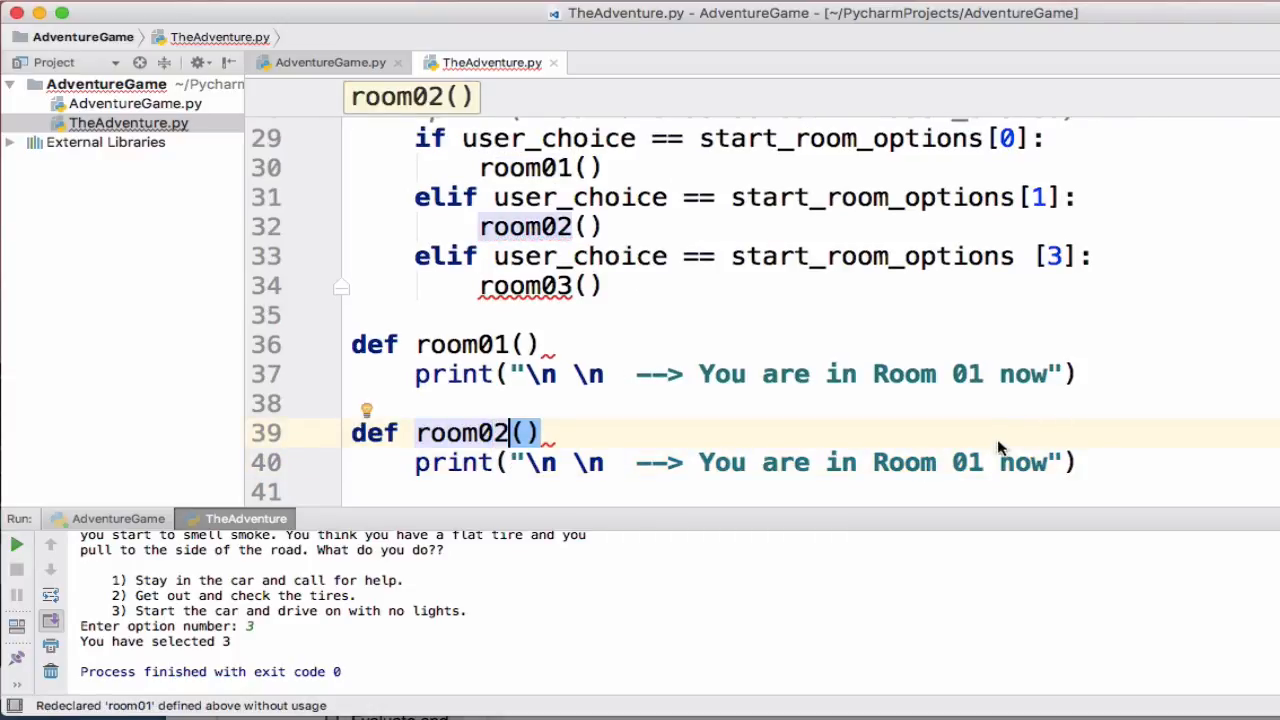 TheAdventure.py - AdventureGame - [~/PycharmProjects/AdventureGame]
AdventureGame TheAdventure.py
Project AdventureGame.py TheAdventure.py
AdventureGame ~/Pycharm
AdventureGame.py
TheAdventure.py
External Libraries
room02()
29 if user_choice == start_room_options[0]:
30 room01()
31 elif user_choice == start_room_options[1]:
32 room02()
33 elif user_choice == start_room_options [3]:
34 room03()
35
36 def room01()
37 print("\n \n --> You are in Room 01 now")
38
39 def room02()
40 print("\n \n --> You are in Room 01 now")
41
Run: AdventureGame TheAdventure
you start to smell smoke. You think you have a flat tire and you
pull to the side of the road. What do you do??
1) Stay in the car and call for help.
2) Get out and check the tires.
3) Start the car and drive on with no lights.
Enter option number: 3
You have selected 3
Process finished with exit code 0
Redeclared 'room01' defined above without usage